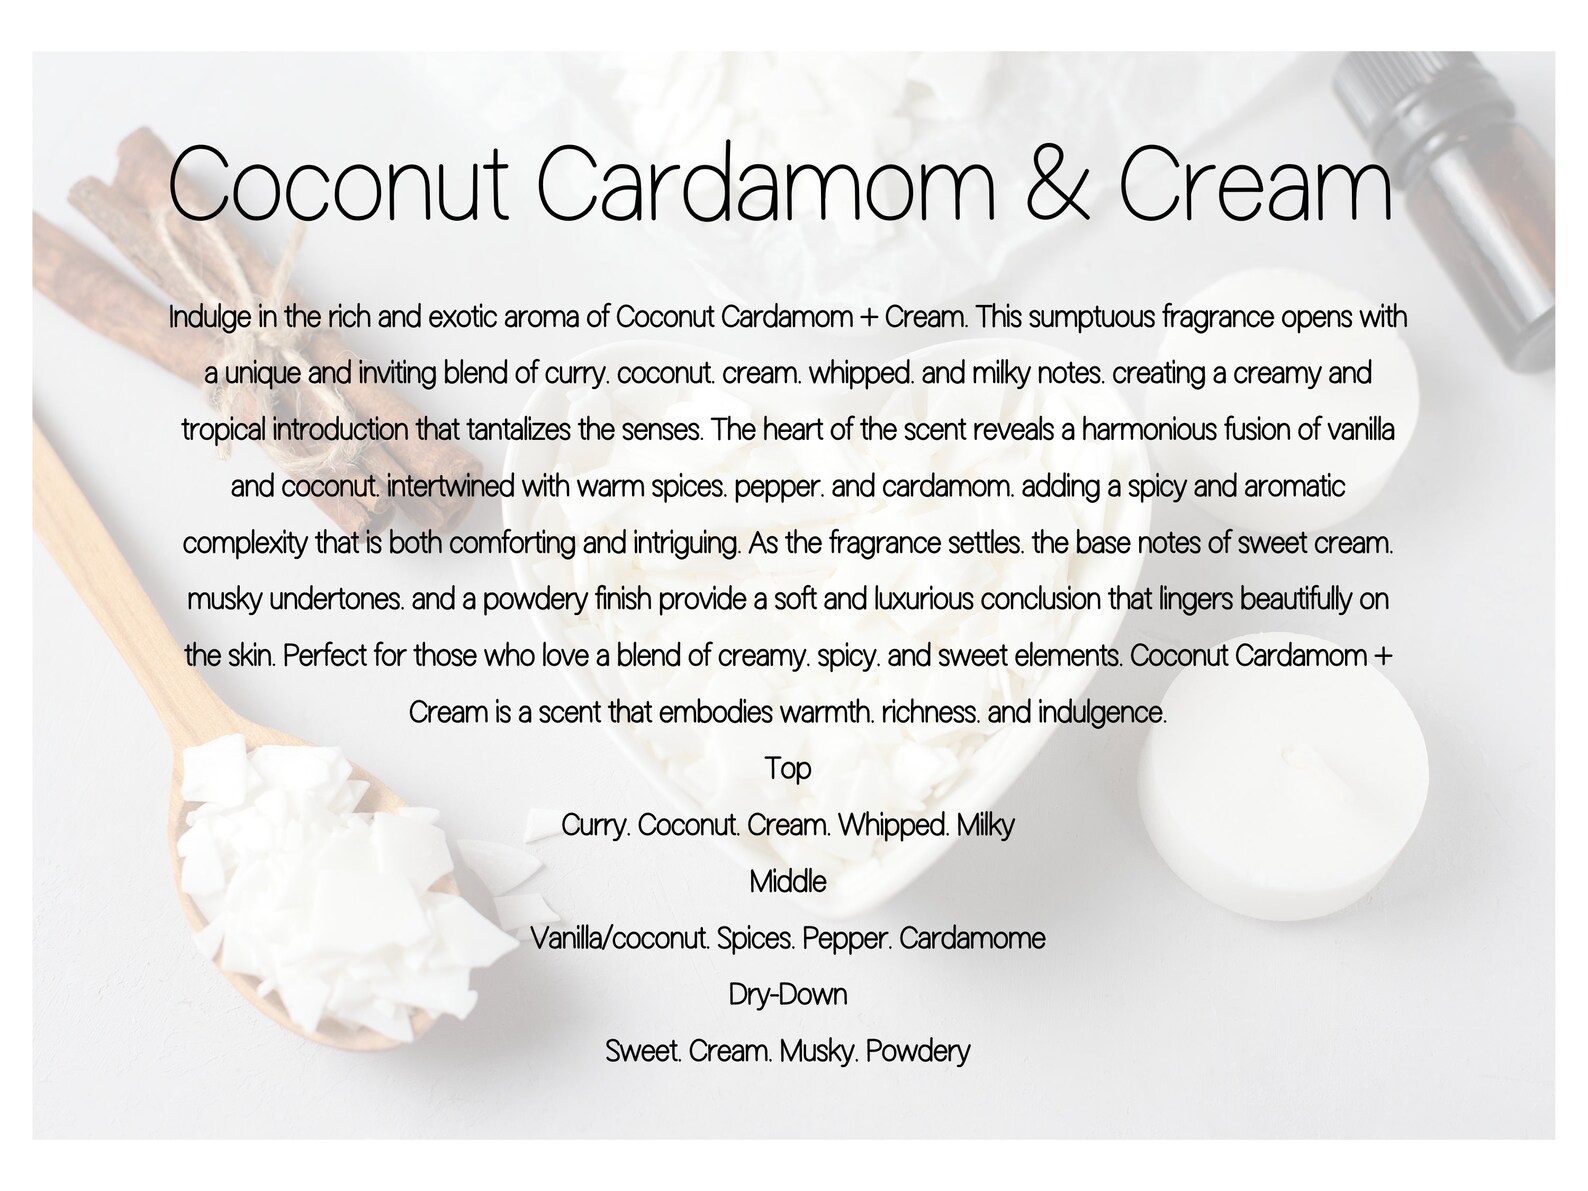 Coconut Cardamom & Cream
Indulge in the rich and exotic aroma of Coconut Cardamom + Cream. This sumptuous fragrance opens with
a unique and inviting blend of curry. coconut. cream. whipped. and milky notes. creating a creamy and
tropical introduction that tantalizes the senses. The heart of the scent reveals a harmonious fusion of vanilla
and coconut. intertwined with warm spices. pepper. and cardamom. adding a spicy and aromatic
complexity that is both comforting and intriguing. As the fragrance settles. the base notes of sweet cream.
musky undertones. and a powdery finish provide a soft and luxurious conclusion that lingers beautifully on
the skin. Perfect for those who love a blend of creamy. spicy. and sweet elements. Coconut Cardamom +
Cream is a scent that embodies warmth. richness. and indulgence.
Top
Curry. Coconut. Cream. Whipped. Milky
Middle
Vanilla/coconut. Spices. Pepper. Cardamome
Dry-Down
Sweet. Cream. Musky. Powdery